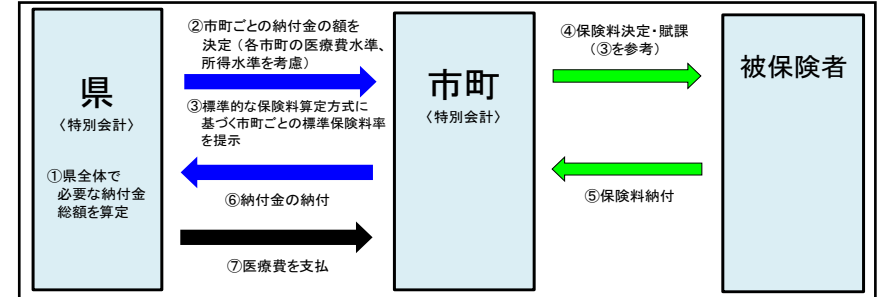 県
〈特別会計〉
①県全体で
必要な納付金
総額を算定
②市町ごとの納付金の額を
決定（各市町の医療費水準、
所得水準を考慮）
③標準的な保険料算定方式に
基づく市町ごとの標準保険料率
を提示
⑥納付金の納付
⑦医療費を支払
市町
〈特別会計〉
④保険料決定・賦課
（③を参考）
⑤保険料納付
被保険者